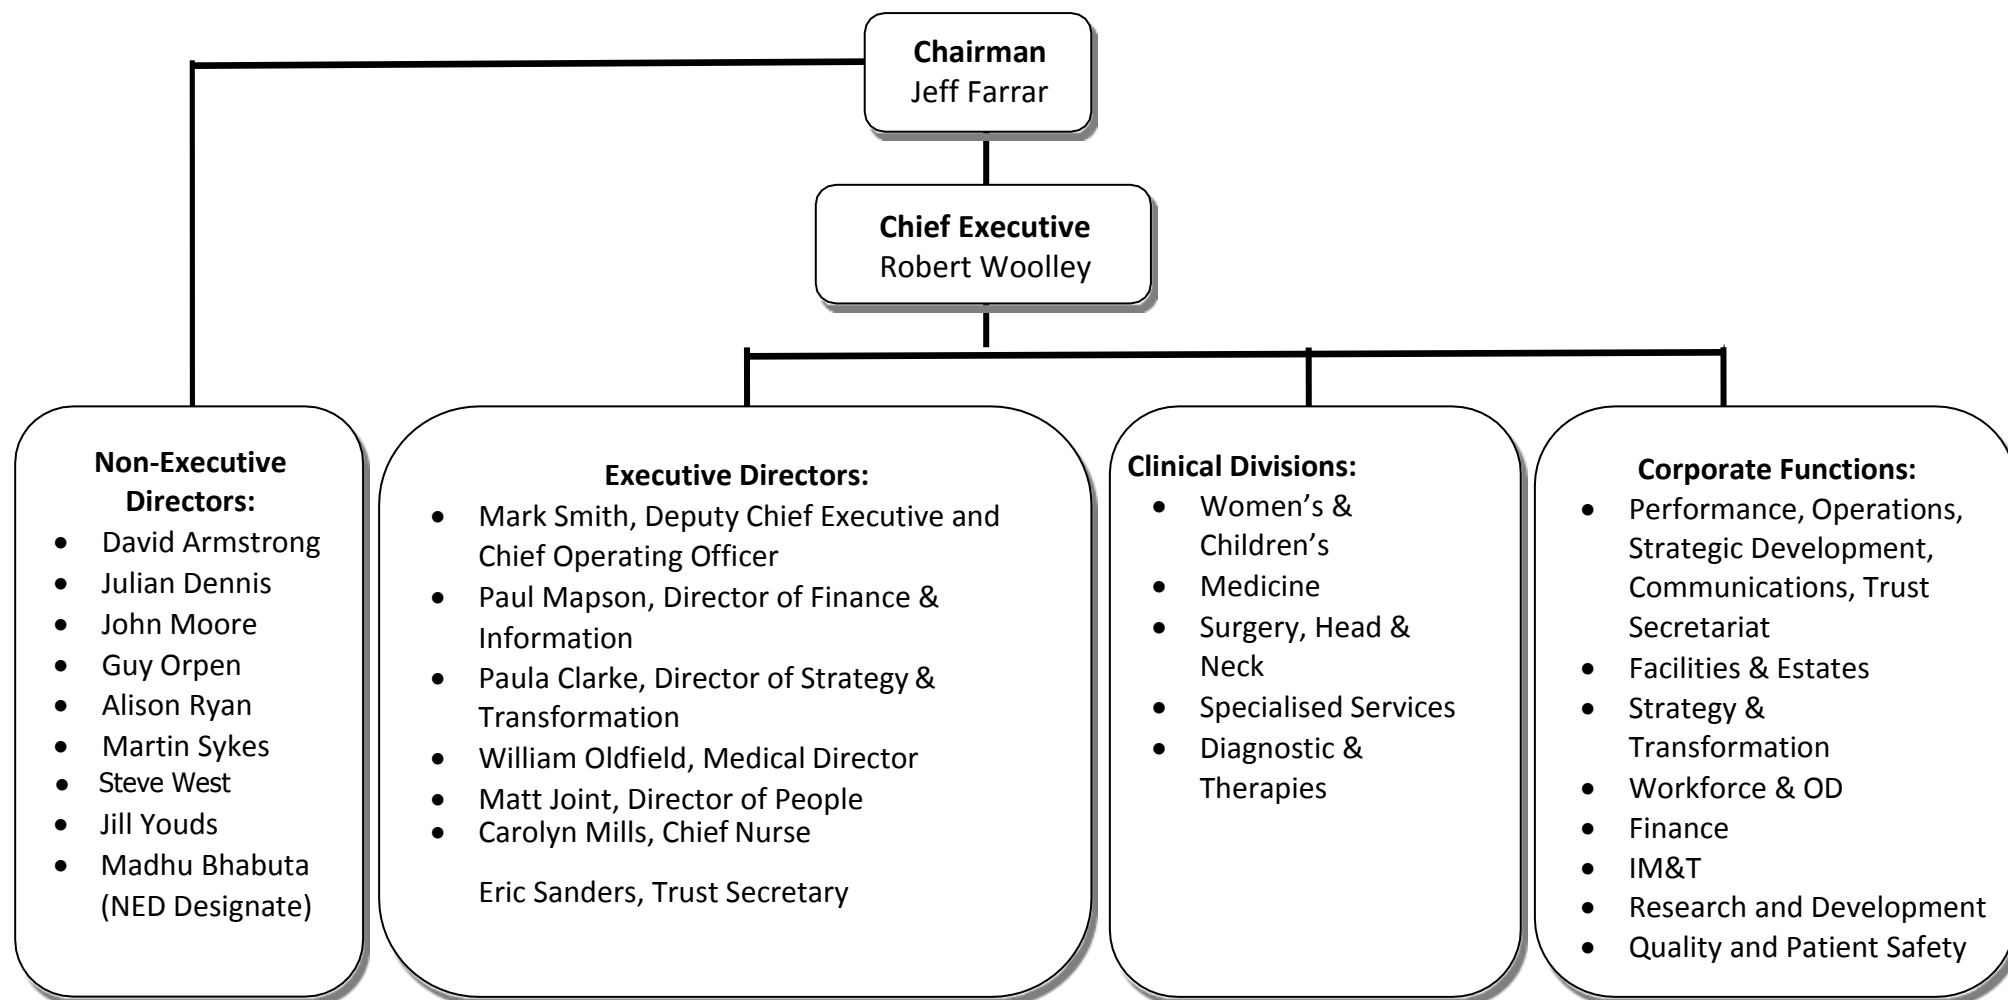 Chairman
Jeff Farrar
Chief Executive
Robert Woolley
Non-Executive
Directors:
• David Armstrong
• Julian Dennis
• John Moore
• Guy Orpen
• Alison Ryan
• Martin Sykes
• Steve West
• Jill Youds
• Madhu Bhabuta
(NED Designate)
Executive Directors:
• Mark Smith, Deputy Chief Executive and
Chief Operating Officer
• Paul Mapson, Director of Finance &
Information
• Paula Clarke, Director of Strategy &
Transformation
• William Oldfield, Medical Director
• Matt Joint, Director of People
• Carolyn Mills, Chief Nurse
Eric Sanders, Trust Secretary
Clinical Divisions:
• Women’s &
Children’s
• Medicine
• Surgery, Head &
Neck
• Specialised Services
• Diagnostic &
Therapies
Corporate Functions:
• Performance, Operations,
Strategic Development,
Communications, Trust
Secretariat
• Facilities & Estates
• Strategy &
Transformation
• Workforce & OD
• Finance
• IM&T
• Research and Development
• Quality and Patient Safety